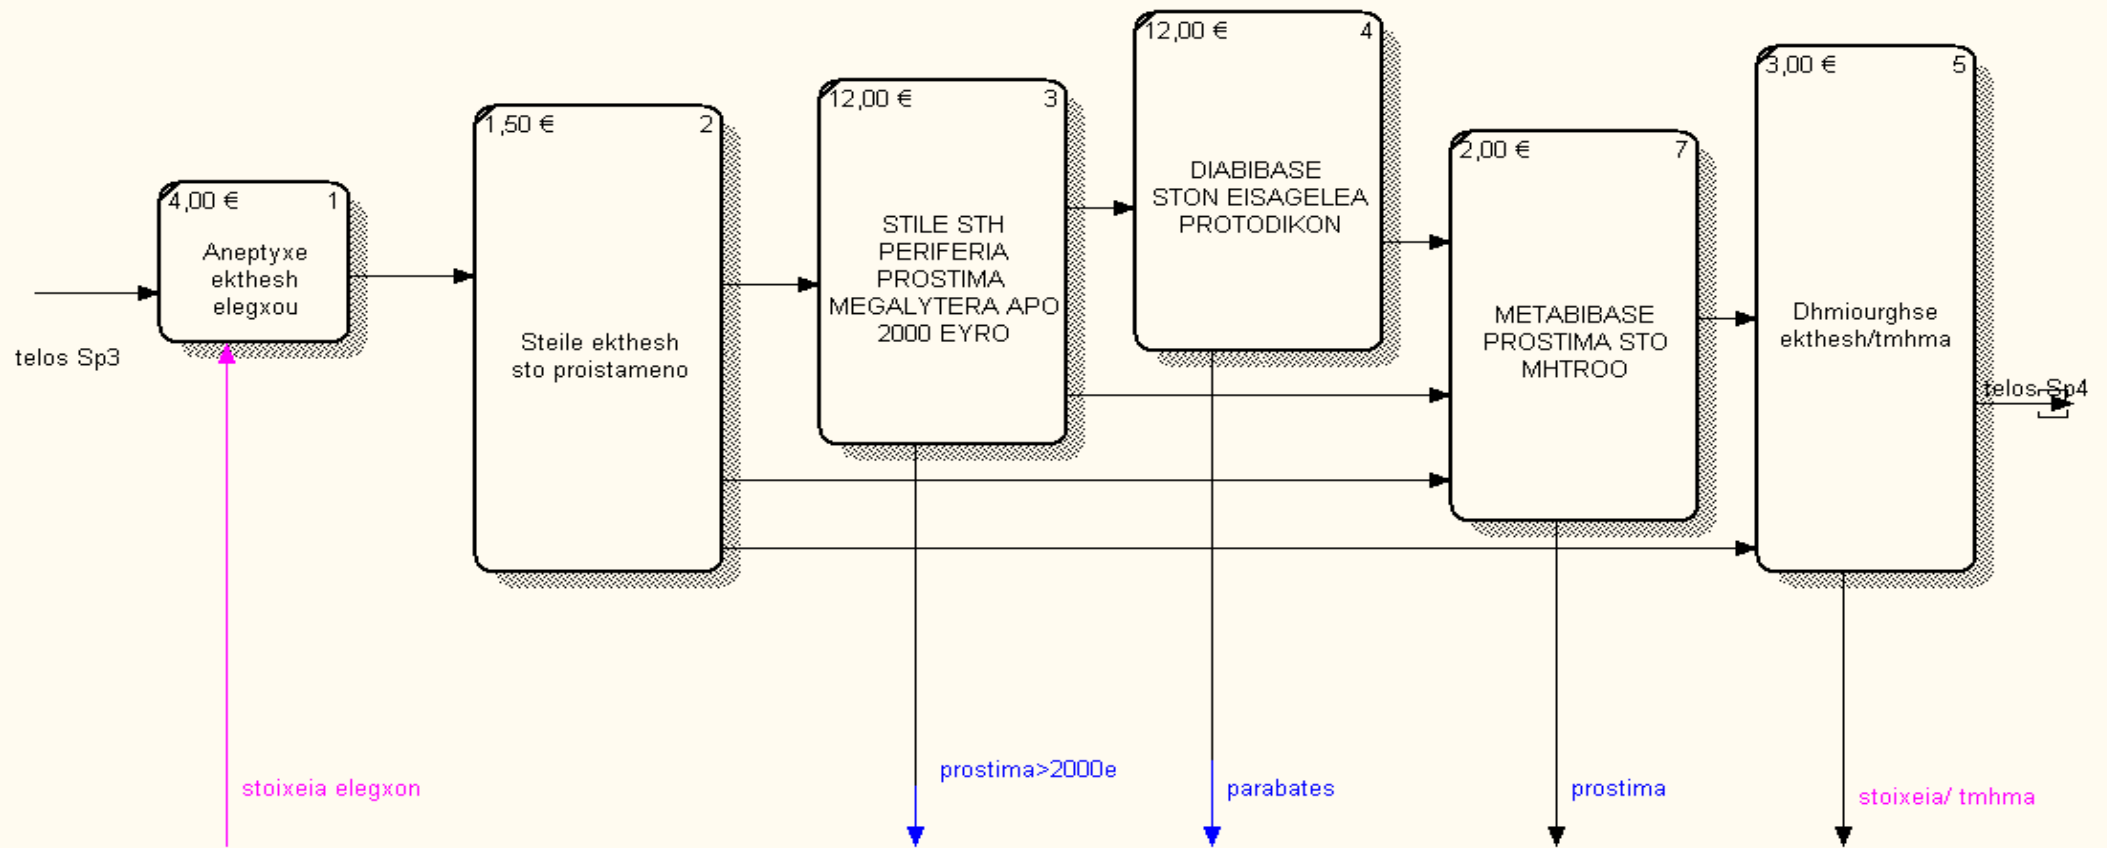 telos Sp3
4,00 € 1
Aneptyxe
ekthesh
elegxou
stoixeia elegxon
1,50 € 2
Steile ekthesh
sto proistameno
12,00 € 3
STILE STH
PERIFERIA
PROSTIMA
MEGALYTERA APO
2000 EYRO
prostima>2000e
12,00 € 4
DIABIBASE
STON EISAGELEA
PROTODIKON
parabates
2,00 € 7
METABIBASE
PROSTIMA STO
MHTROO
prostima
3,00 € 5
Dhmiourghse
ekthesh/tmhma
stoixeia/ tmhma
telos Sp4